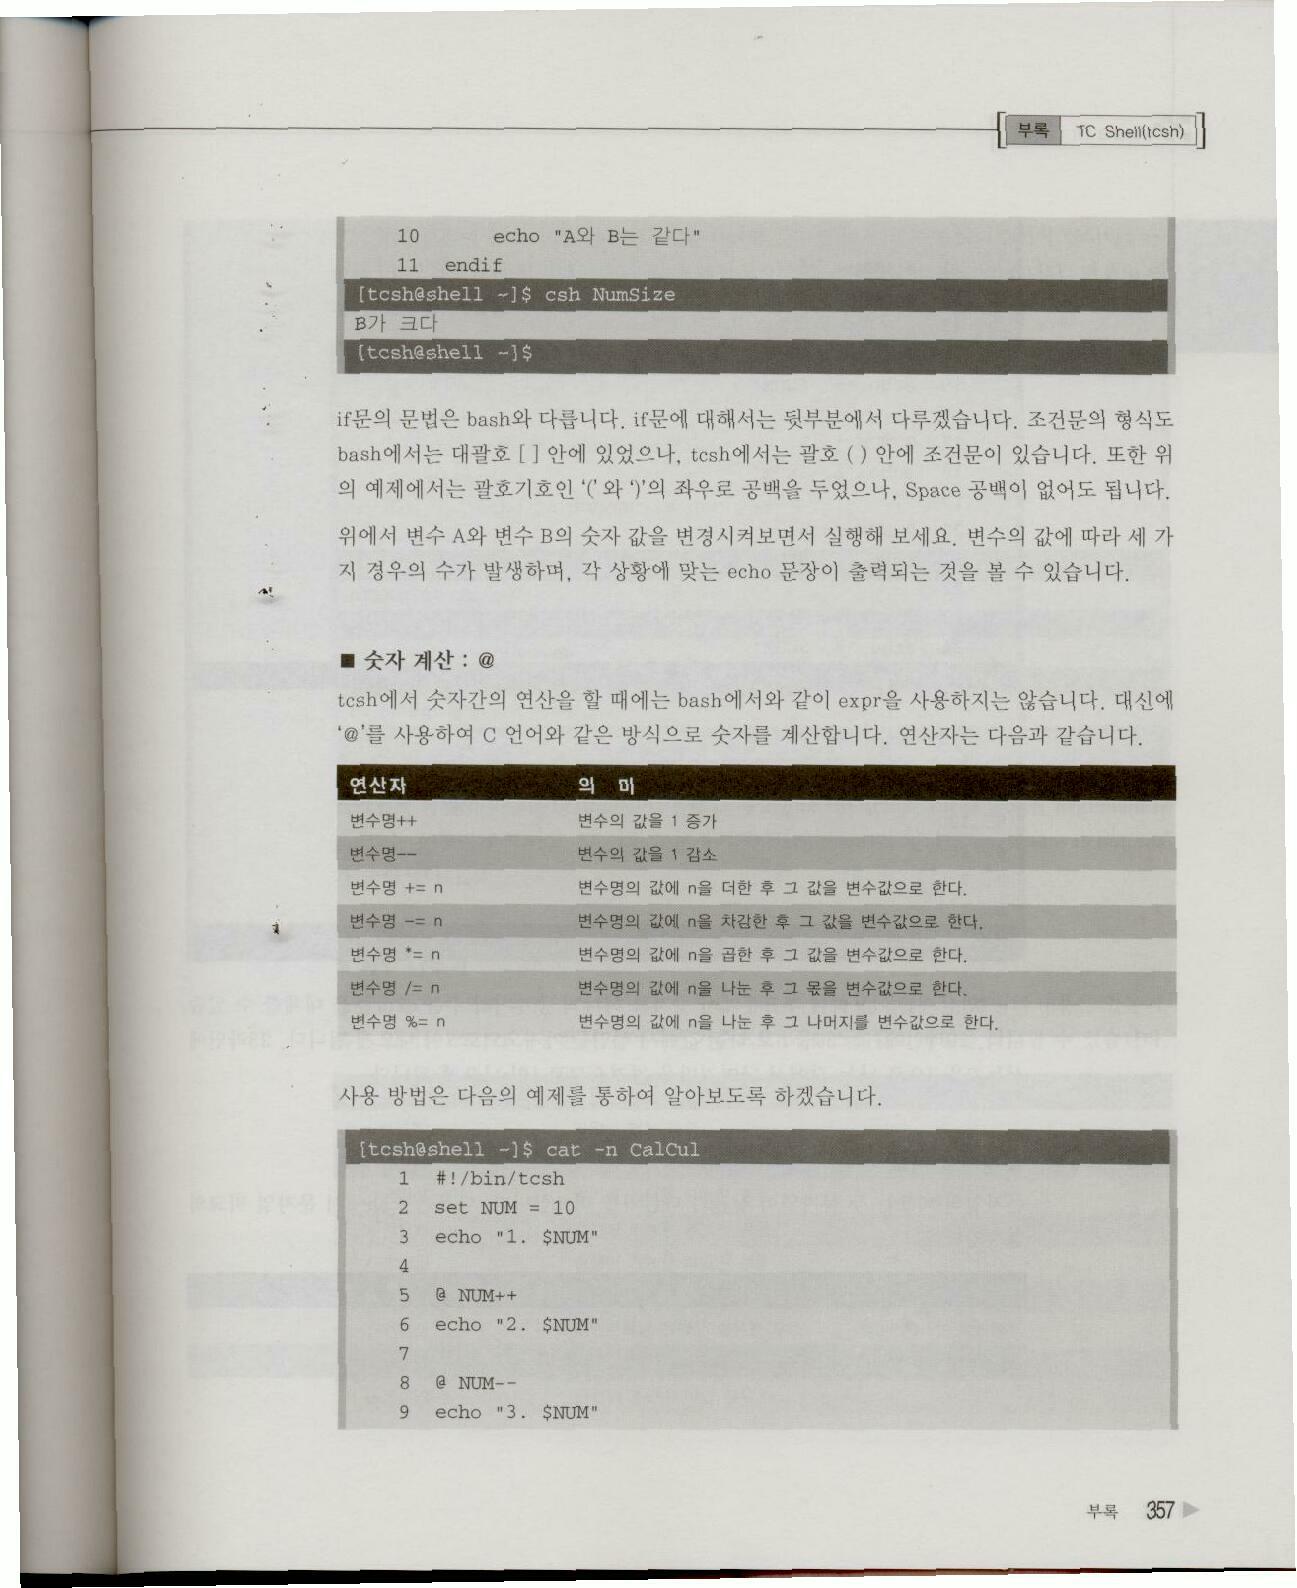 부록 TC Shell(tcsh)
10 echo "A와 B는 같다"
11 endif
[tcsh@shell ~]$ csh NumSize
B가 크다
[tcsh@shell ~]$
if문의 문법은 bash와 다릅니다. if문에 대해서는 뒷부분에서 다루겠습니다. 조건문의 형식도
bash에서는 대괄호 [ ] 안에 있었으나, tcsh에서는 괄호 ( ) 안에 조건문이 있습니다. 또한 위
의 예제에서는 괄호기호인 '(' 와 ')'의 좌우로 공백을 두었으나, Space 공백이 없어도 됩니다.
위에서 변수 A와 변수 B의 숫자 값을 변경시켜보면서 실행해 보세요. 변수의 값에 따라 세 가
지 경우의 수가 발생하며, 각 상황에 맞는 echo 문장이 출력되는 것을 볼 수 있습니다.
■ 숫자 계산 : @
tcsh에서 숫자간의 연산을 할 때에는 bash에서와 같이 expr을 사용하지는 않습니다. 대신에
'@'를 사용하여 C 언어와 같은 방식으로 숫자를 계산합니다. 연산자는 다음과 같습니다.
연산자 의 미
변수명++ 변수의 값을 1 증가
변수명-- 변수의 값을 1 감소
변수명 += n 변수명의 값에 n을 더한 후 그 값을 변수값으로 한다.
변수명 -= n 변수명의 값에 n을 차감한 후 그 값을 변수값으로 한다.
변수명 *= n 변수명의 값에 n을 곱한 후 그 값을 변수값으로 한다.
변수명 /= n 변수명의 값에 n을 나눈 후 그 몫을 변수값으로 한다.
변수명 %= n 변수명의 값에 n을 나눈 후 그 나머지를 변수값으로 한다.
사용 방법은 다음의 예제를 통하여 알아보도록 하겠습니다.
[tcsh@shell ~]$ cat -n CalCul
1 #!/bin/tcsh
2 set NUM = 10
3 echo "1. $NUM"
4
5 @ NUM++
6 echo "2. $NUM"
7
8 @ NUM--
9 echo "3. $NUM"
부록 357